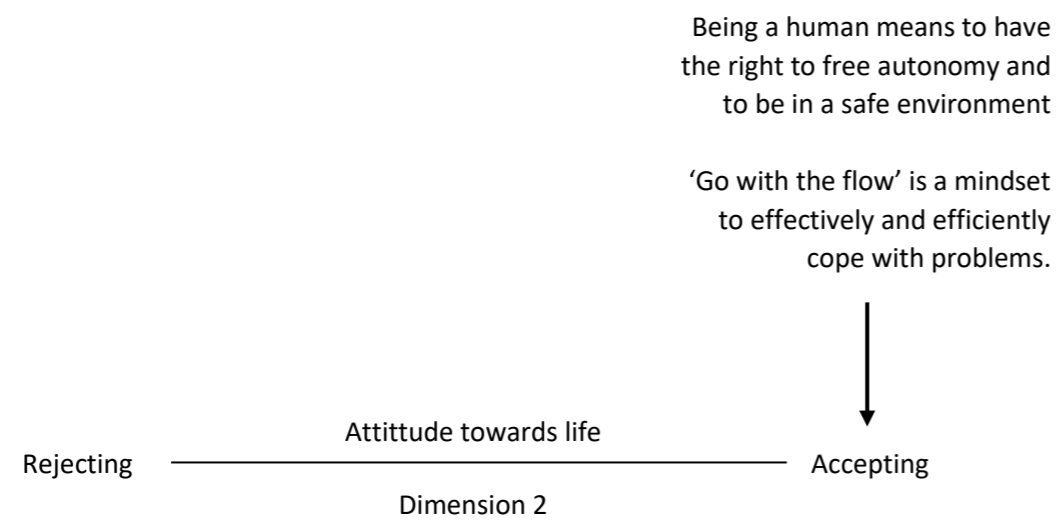 Being a human means to have
the right to free autonomy and
to be in a safe environment
‘Go with the flow’ is a mindset
to effectively and efficiently
cope with problems.
Attittude towards life
Rejecting
Accepting
Dimension 2